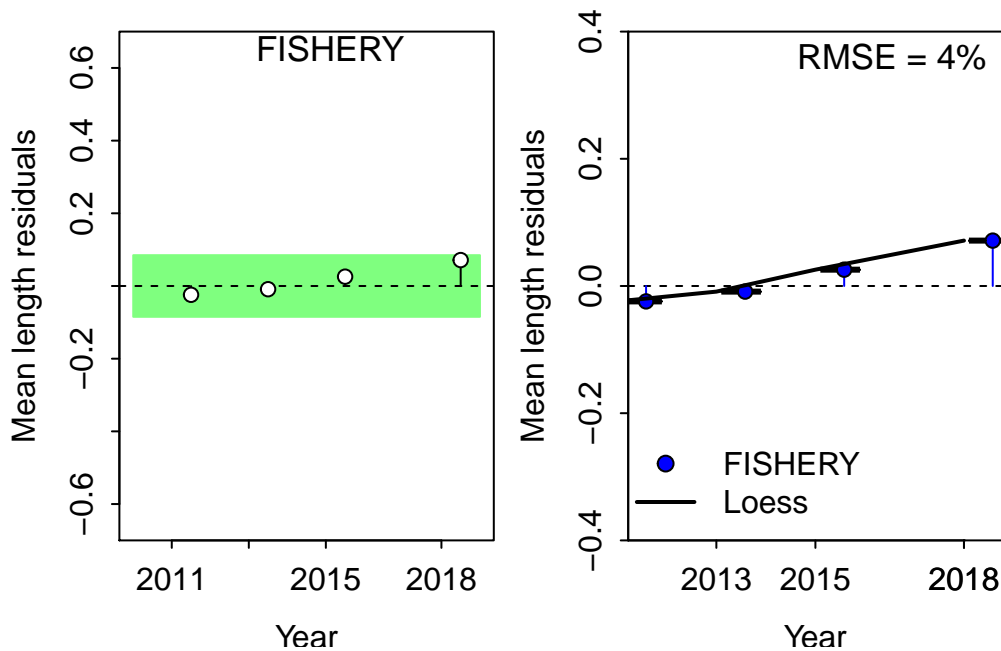 FISHERY
Mean length residuals
0.6
0.4
0.2
0.0
−0.2
−0.6
2011
2015
2018
Year
RMSE = 4%
Mean length residuals
0.4
0.2
0.0
−0.2
−0.4
FISHERY
Loess
2013
2015
2018
Year